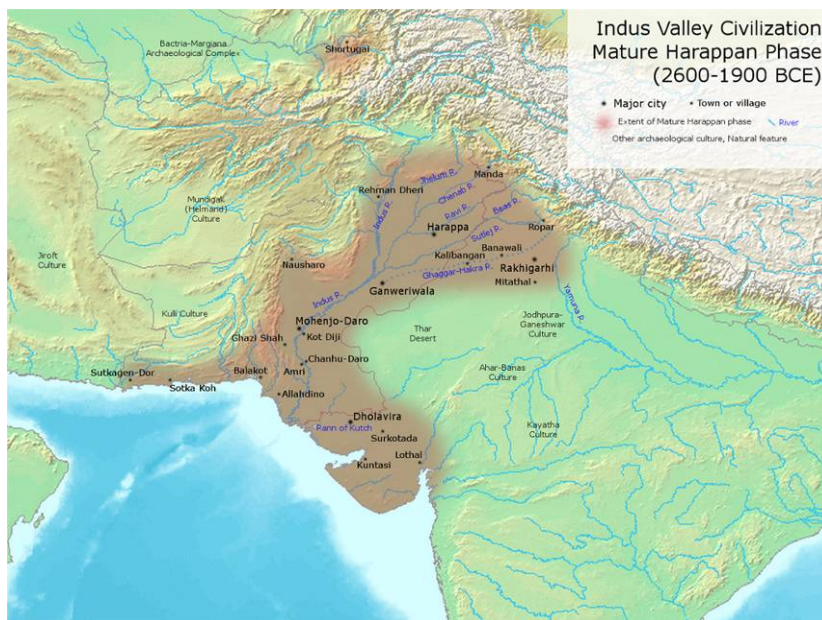 Indus Valley Civilization
Mature Harappan Phase
(2600-1900 BCE)
Major city
Town or village
Extent of Mature Harappan phase
River
Other archaeological culture, Natural feature
Bactria-Margiana
Archaeological Complex
Shortugai
Manda
Rehman Dheri
Jhelum R.
Chenab R.
Ravi R.
Beas R.
Indus R.
Mundigak
(Helmand)
Culture
Harappa
Sutlej R.
Ropar
Banawali
Kalibangan
Jiroft
Culture
Nausharo
Ghaggar-Hakra R.
Rakhigarhi
Mitathal
Ganweriwala
Yamuna R.
Indus R.
Kulli Culture
Mohenjo-Daro
Kot Diji
Ghazi Shah
Thar
Desert
Jodhpura-
Ganeshwar
Culture
Chanhu-Daro
Amri
Ahar-Banas
Culture
Sutkagen-Dor
Sotka Koh
Balakot
Allahdino
Dholavira
Rann of Kutch
Surkotada
Kayatha
Culture
Lothal
Kuntasi